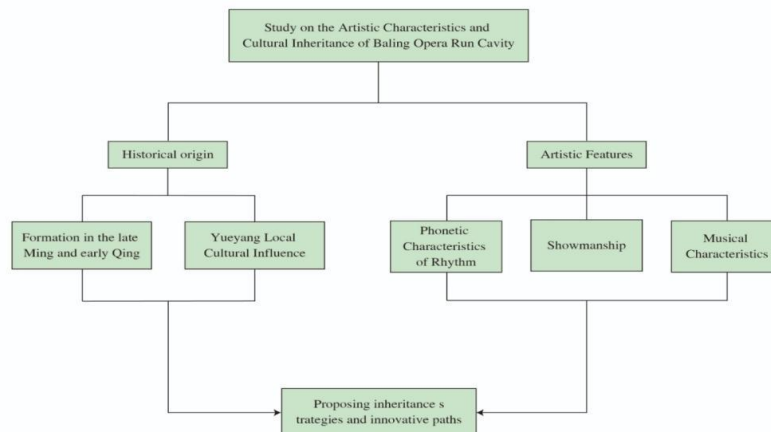 Study on the Artistic Characteristics and
Cultural Inheritance of Baling Opera Run Cavity
Historical origin
Artistic Features
Formation in the late
Ming and early Qing
Yueyang Local
Cultural Influence
Phonetic
Characteristics
of Rhythm
Showmanship
Musical
Characteristics
Proposing inheritance s
trategies and innovative paths